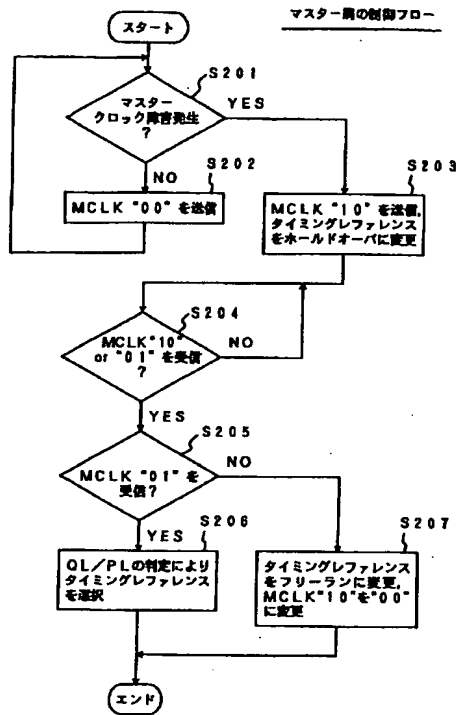 マスター局の制御フロー
スタート
S201
マスター
クロック障害発生
?
YES
NO
S202
MCLK "00"を送信
S203
MCLK "10"を送信,
タイミングレファレンス
をホールドオーバに変更
S204
MCLK"10"
or "01"を受信
?
NO
YES
S205
MCLK "01"を
受信?
NO
YES
S206
QL/PLの判定により
タイミングレファレンス
を選択
S207
タイミングレファレンス
をフリーランに変更,
MCLK"10"を"00"
に変更
エンド